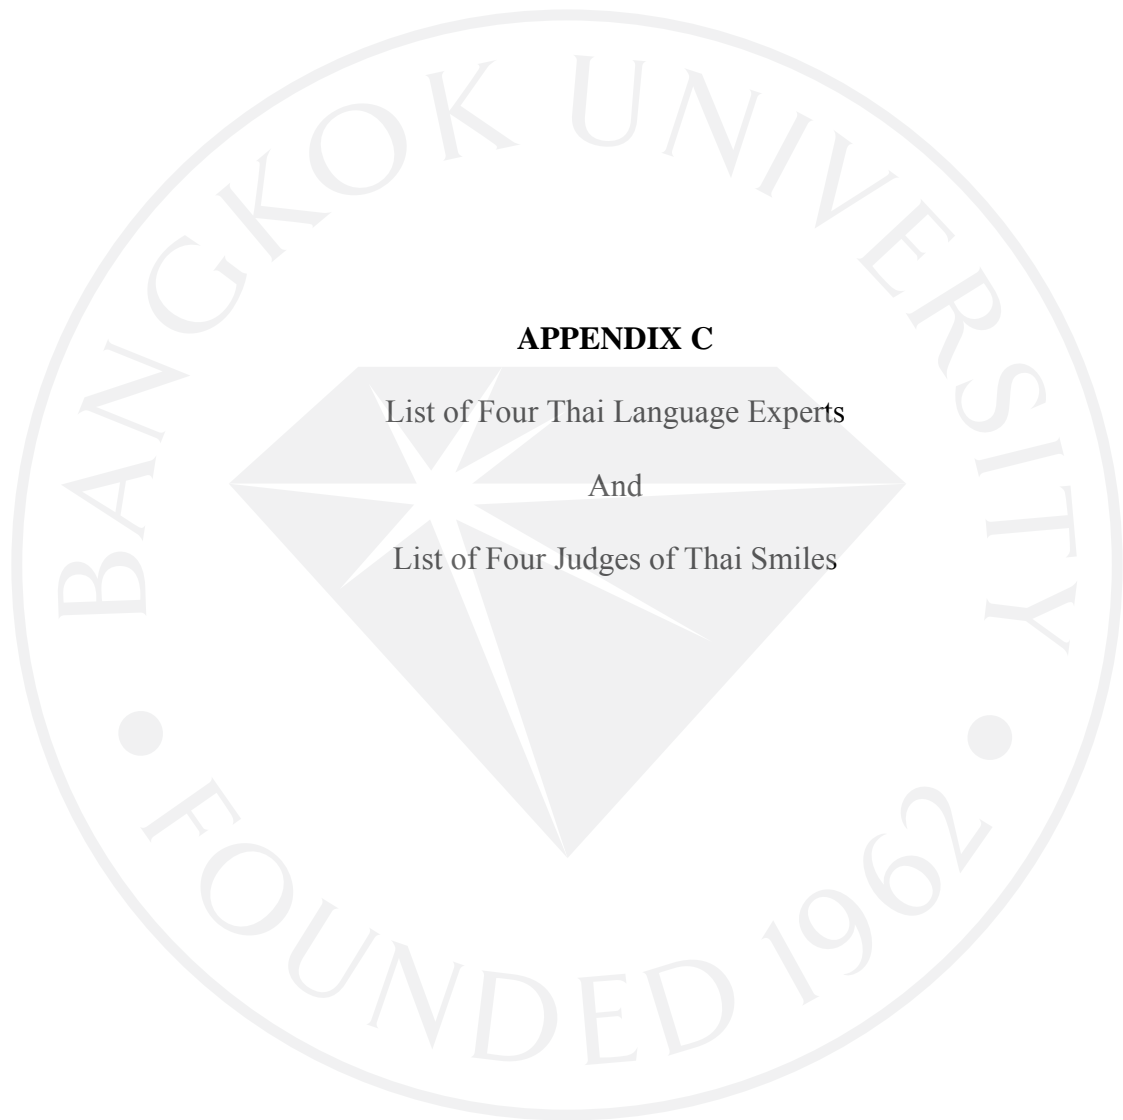 BANGKOK UNIVERSITY
APPENDIX C
List of Four Thai Language Experts
And
List of Four Judges of Thai Smiles
FOUNDED 1962